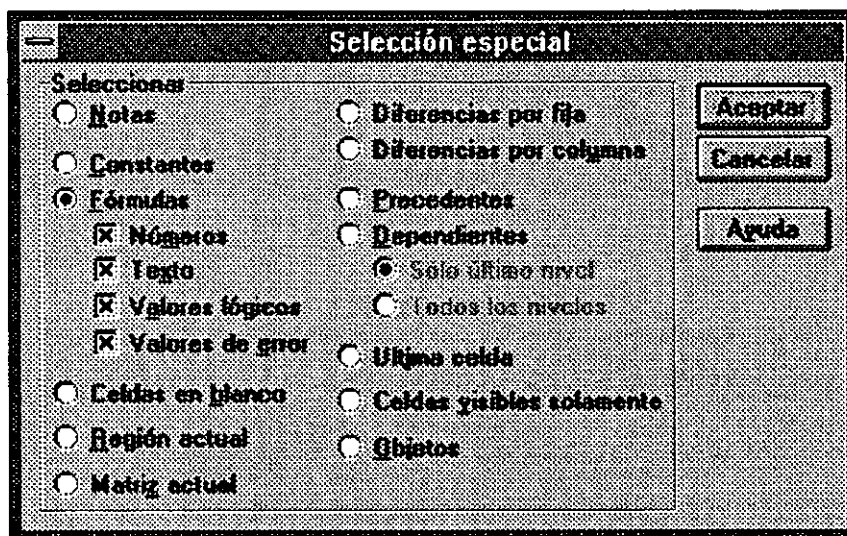 Selección especial
Seleccionar
Notas
Constantes
Fórmulas
Números
Texto
Valores lógicos
Valores de error
Celdas en blanco
Región actual
Matriz actual
Diferencias por fila
Diferencias por columna
Precedentes
Dependientes
Solo último nivel
Todos los niveles
Ultima celda
Celdas visibles solamente
Objetos
Aceptar
Cancelar
Ayuda